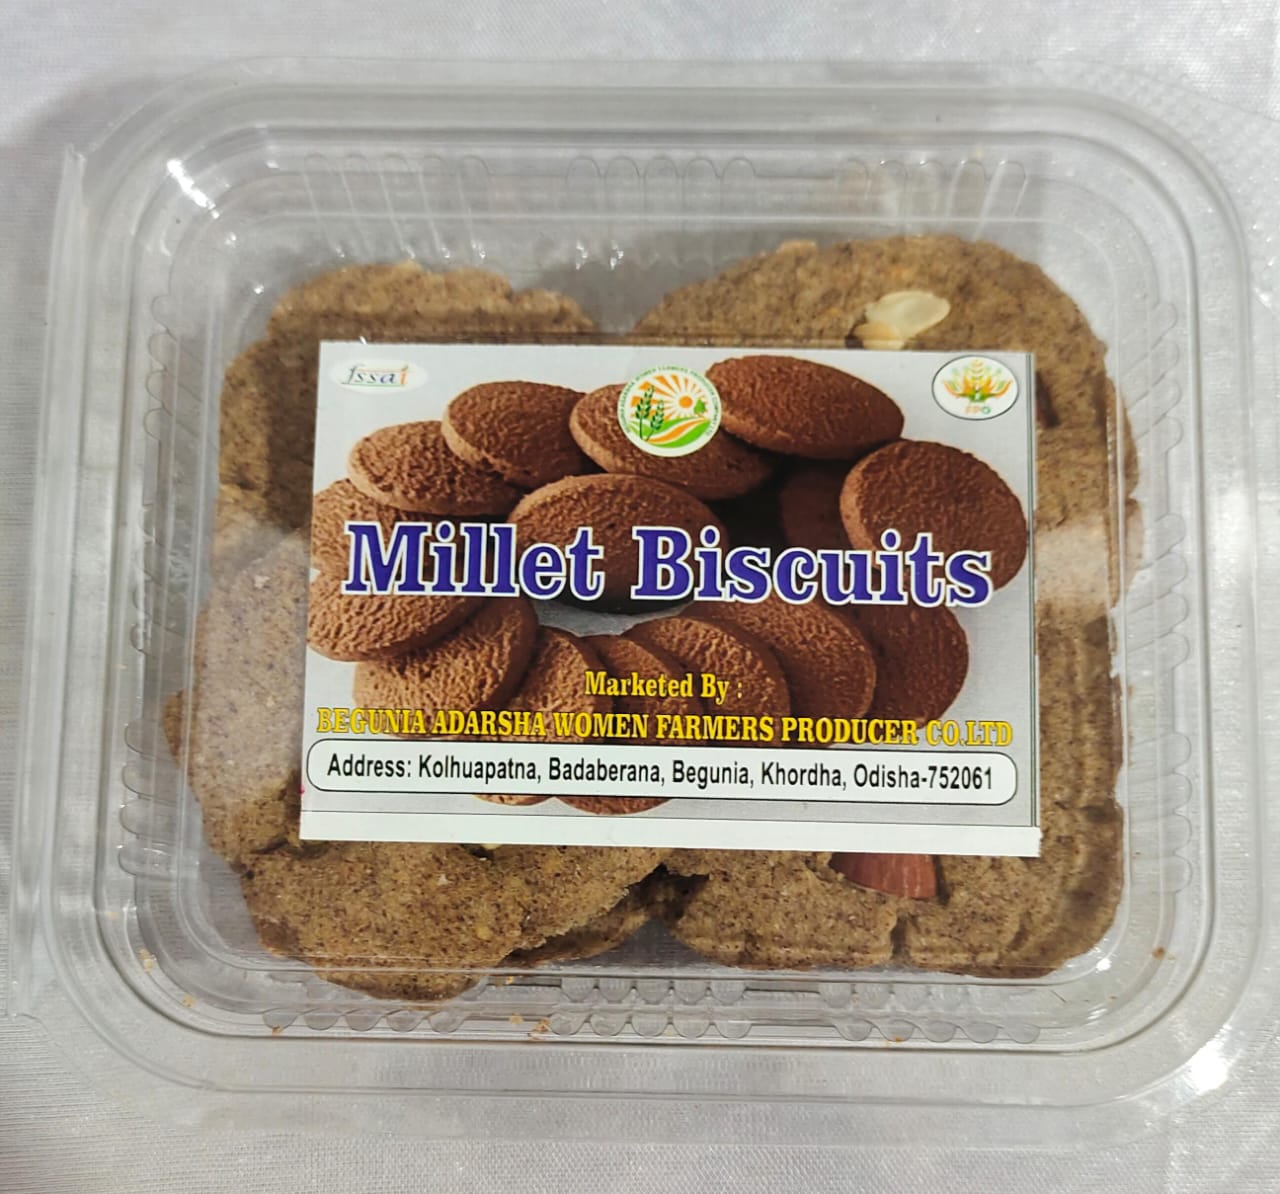 fssai
FPO
Millet Biscuits
Marketed By :
BEGUNIA ADARSHA WOMEN FARMERS PRODUCER CO.LTD
Address: Kolhuapatna, Badaberana, Begunia, Khordha, Odisha-752061